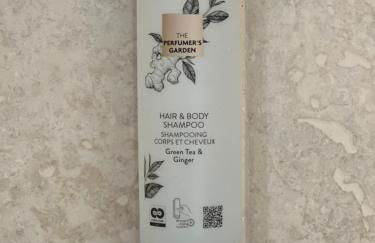 THE
PERFUMER'S
GARDEN
HAIR & BODY
SHAMPOO
SHAMPOOING
CORPS ET CHEVEUX
Green Tea &
Ginger